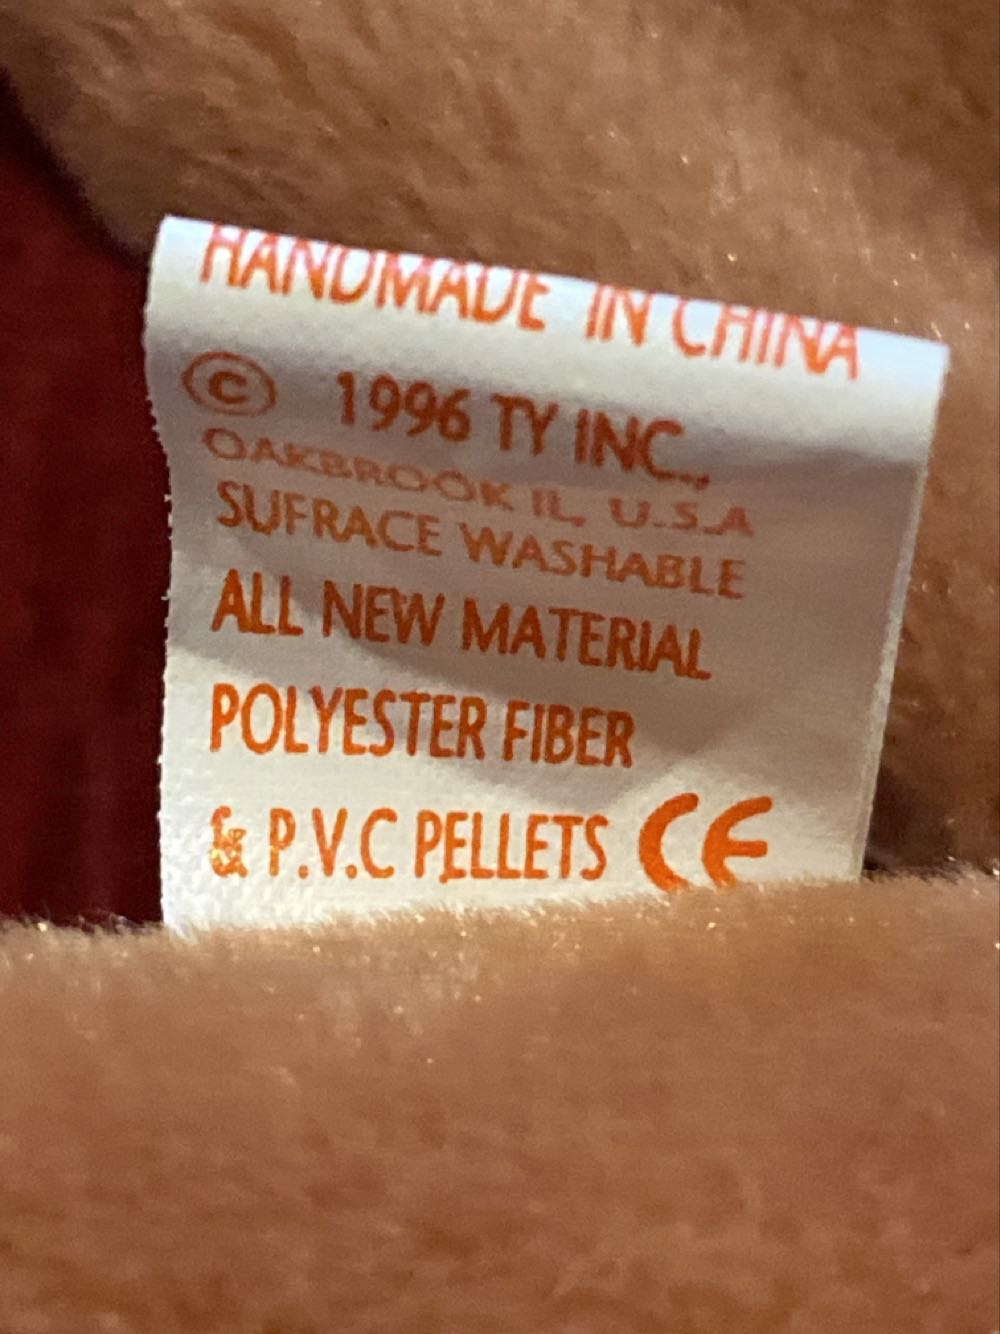 HANDMADE IN CHINA
© 1996 TY INC.,
OAKBROOK IL, U.S.A
SUFRACE WASHABLE
ALL NEW MATERIAL
POLYESTER FIBER
& P.V.C PELLETS CE